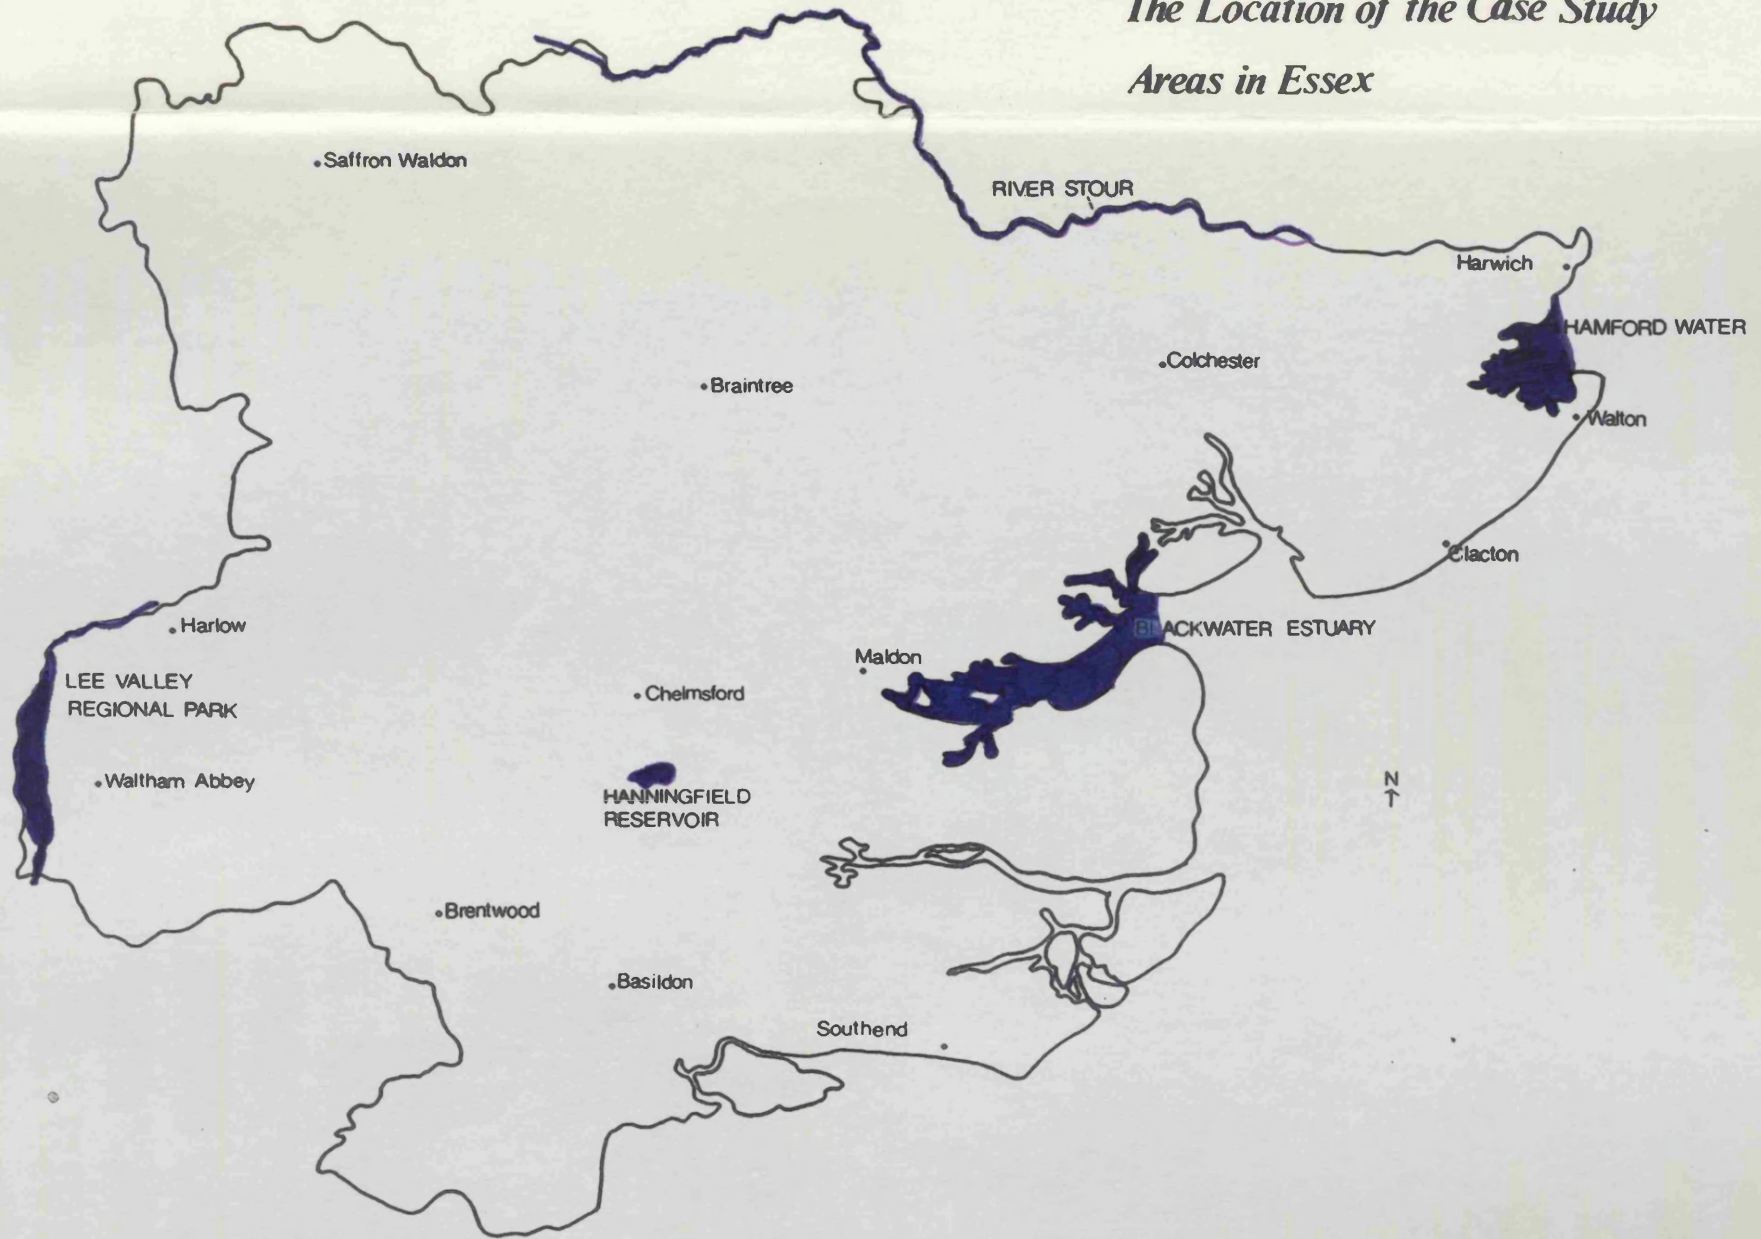 The Location of the Case Study
Areas in Essex
Saffron Waldon
RIVER STOUR
Harwich
HAMFORD WATER
Colchester
Braintree
Walton
Clacton
Harlow
BLACKWATER ESTUARY
Maldon
LEE VALLEY
REGIONAL PARK
Chelmsford
Waltham Abbey
N
HANNINGFIELD
RESERVOIR
Brentwood
Basildon
Southend